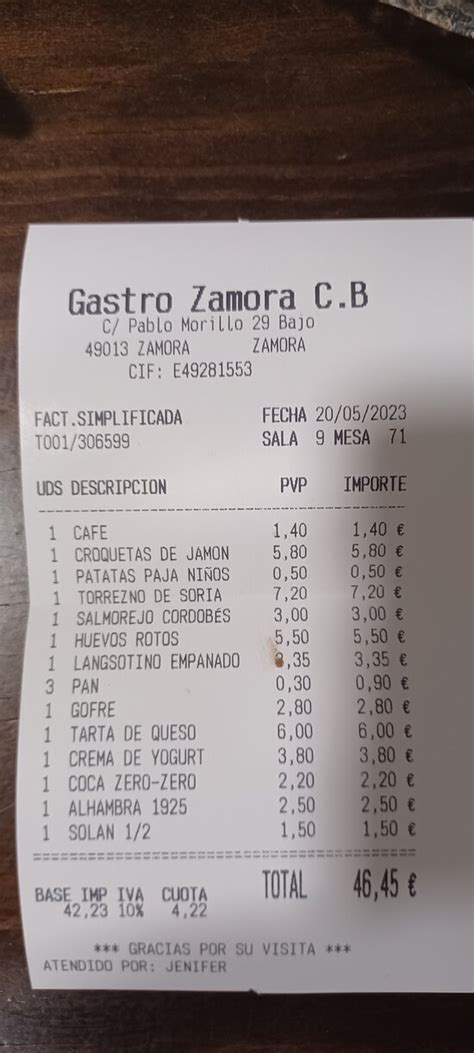 Gastro Zamora C.B
C/ Pablo Morillo 29 Bajo
49013 ZAMORA ZAMORA
CIF: E49281553
FACT.SIMPLIFICADA FECHA 20/05/2023
T001/306599 SALA 9 MESA 71
UDS DESCRIPCION PVP IMPORTE
1 CAFE 1,40 1,40 €
1 CROQUETAS DE JAMON 5,80 5,80 €
1 PATATAS PAJA NIÑOS 0,50 0,50 €
1 TORREZNO DE SORIA 7,20 7,20 €
1 SALMOREJO CORDOBÉS 3,00 3,00 €
1 HUEVOS ROTOS 5,50 5,50 €
1 LANGSOTINO EMPANADO 3,35 3,35 €
3 PAN 0,30 0,90 €
1 GOFRE 2,80 2,80 €
1 TARTA DE QUESO 6,00 6,00 €
1 CREMA DE YOGURT 3,80 3,80 €
1 COCA ZERO-ZERO 2,20 2,20 €
1 ALHAMBRA 1925 2,50 2,50 €
1 SOLAN 1/2 1,50 1,50 €
BASE IMP IVA CUOTA TOTAL 46,45 €
42,23 10% 4,22
*** GRACIAS POR SU VISITA ***
ATENDIDO POR: JENIFER